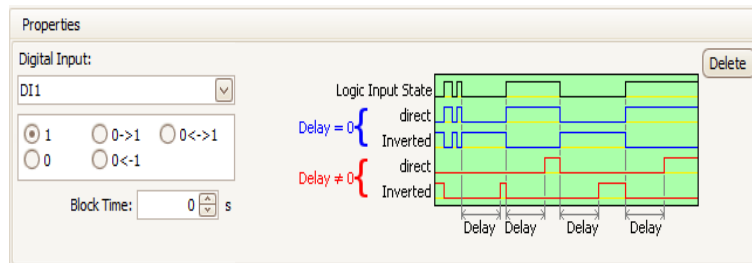 Properties
Digital Input:
DI1
1 0->1 0<->1
0 0<-1
Block Time: 0 s
Delete
Logic Input State
Delay = 0 direct
Inverted
Delay ≠ 0 direct
Inverted
Delay Delay Delay Delay